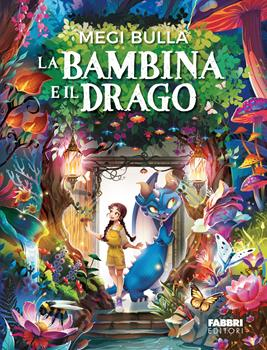 MEGI BULLA
LA BAMBINA
E IL DRAGO
FABBRI
EDITORI